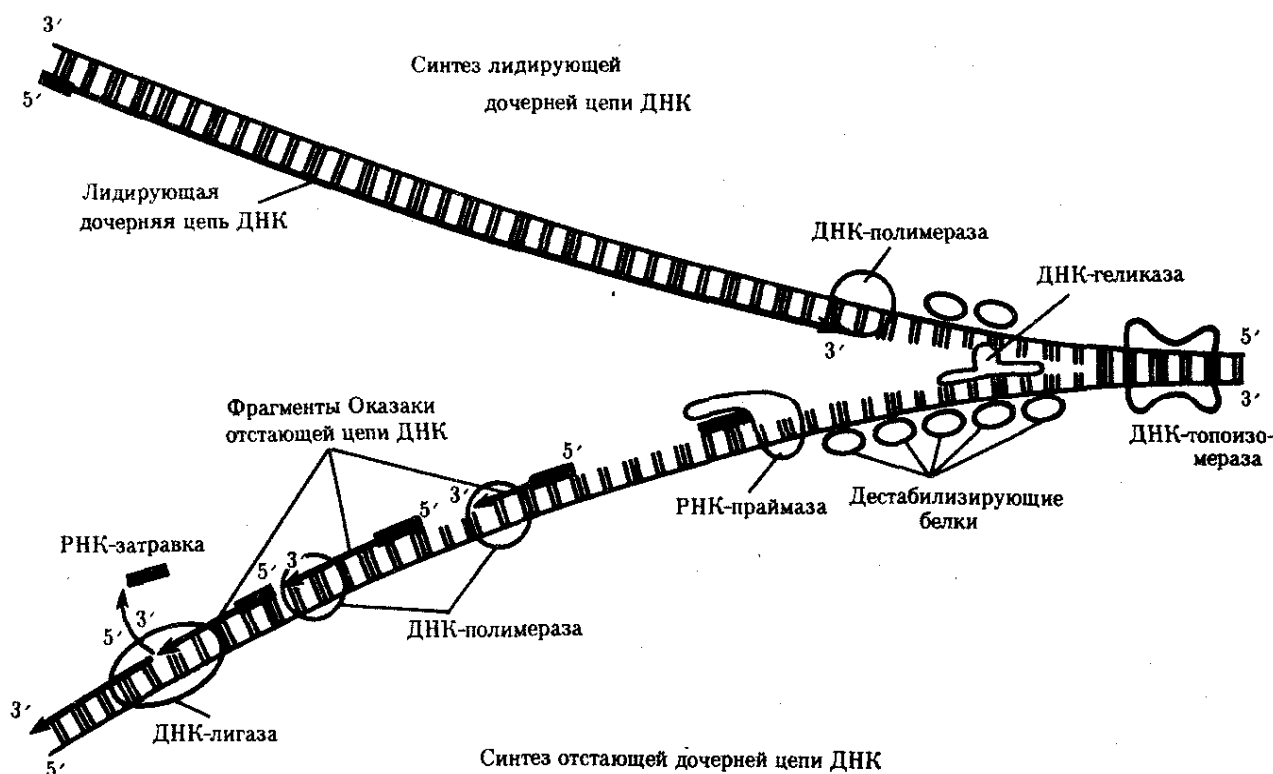 3′
Синтез лидирующей
дочерней цепи ДНК
5′
Лидирующая
дочерняя цепь ДНК
ДНК-полимераза
ДНК-геликаза
3′
5′
3′
Фрагменты Оказаки
отстающей цепи ДНК
ДНК-топоизо-
мераза
5′
3′
РНК-праймаза
Дестабилизирующие
белки
5′
РНК-затравка
3′
5′
3′
5′
ДНК-полимераза
3′
ДНК-лигаза
5′
Синтез отстающей дочерней цепи ДНК